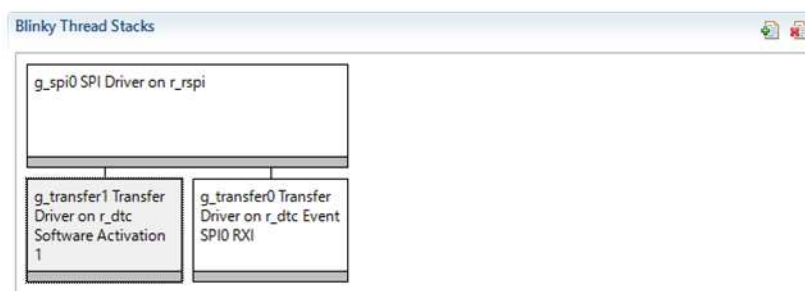 Blinky Thread Stacks
g_spi0 SPI Driver on r_rspi
g_transfer1 Transfer
Driver on r_dtc
Software Activation
1
g_transfer0 Transfer
Driver on r_dtc Event
SPI0 RXI